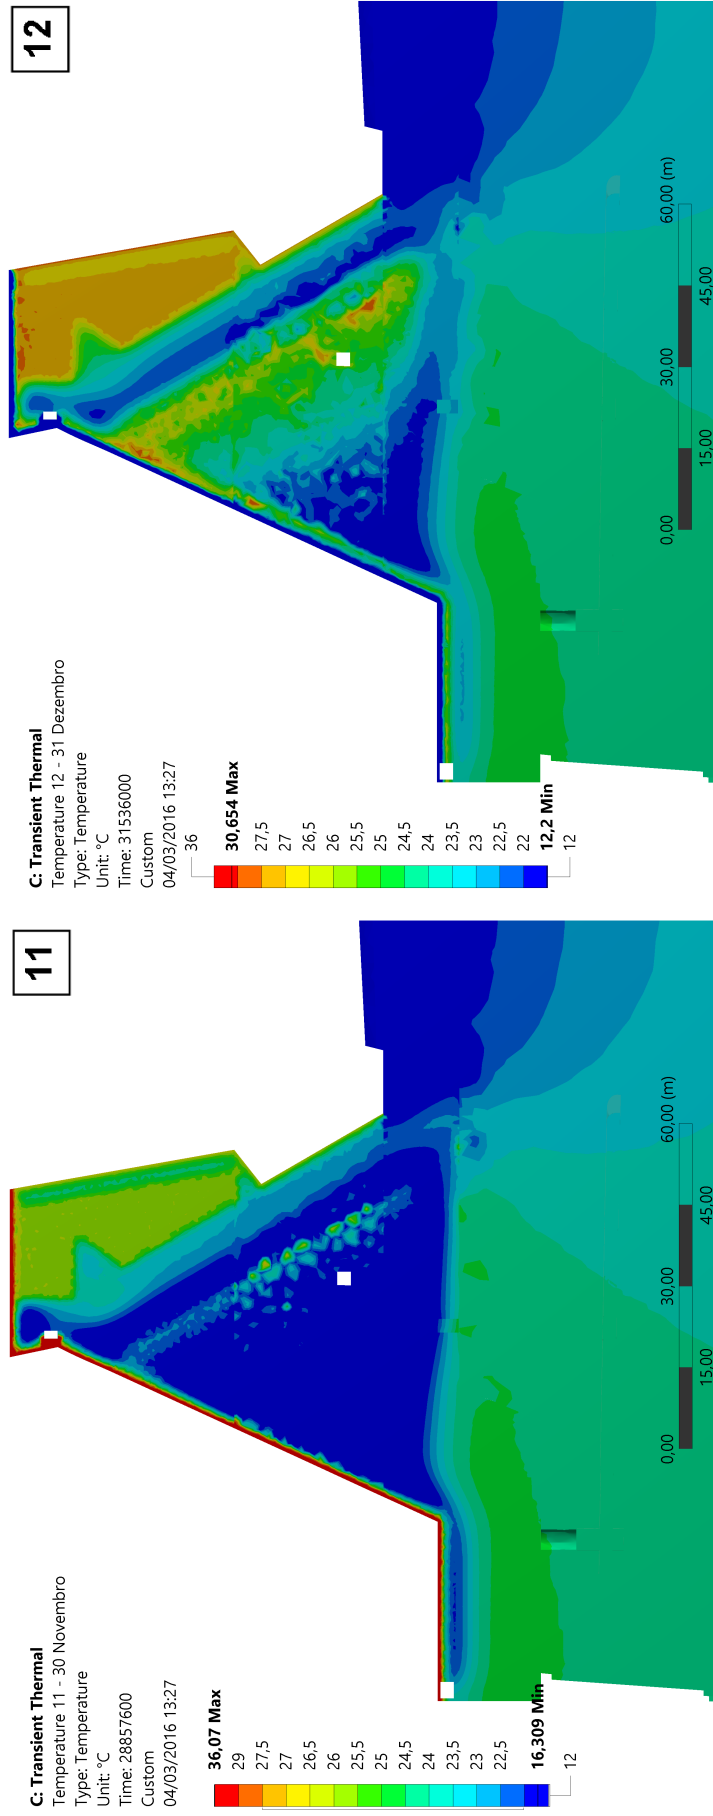 11
C: Transient Thermal
Temperature 11 - 30 Novembro
Type: Temperature
Unit: °C
Time: 28857600
Custom
04/03/2016 13:27
36,07 Max
29
27,5
27
26,5
26
25,5
25
24,5
24
23,5
23
22,5
16,309 Min
12
0,00
15,00
30,00
45,00
60,00 (m)
12
C: Transient Thermal
Temperature 12 - 31 Dezembro
Type: Temperature
Unit: °C
Time: 31536000
Custom
04/03/2016 13:27
36
30,654 Max
27,5
27
26,5
26
25,5
25
24,5
24
23,5
23
22,5
22
12,2 Min
12
0,00
15,00
30,00
45,00
60,00 (m)